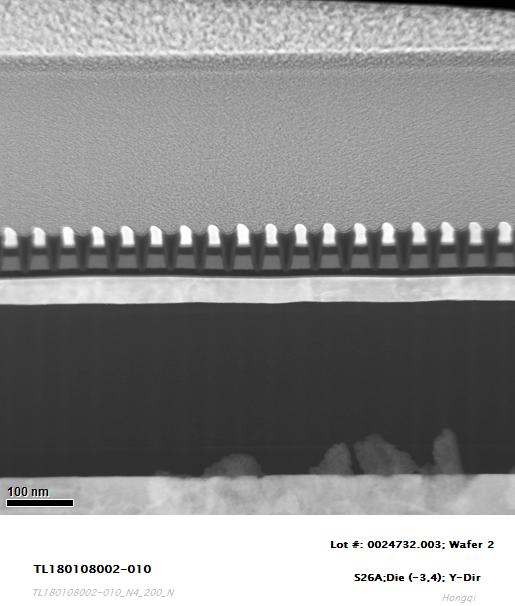 100 nm
Lot #: 0024732.003; Wafer 2
TL180108002-010
S26A;Die (-3,4); Y-Dir
TL180108002-010_N4_200_N
Hongqi